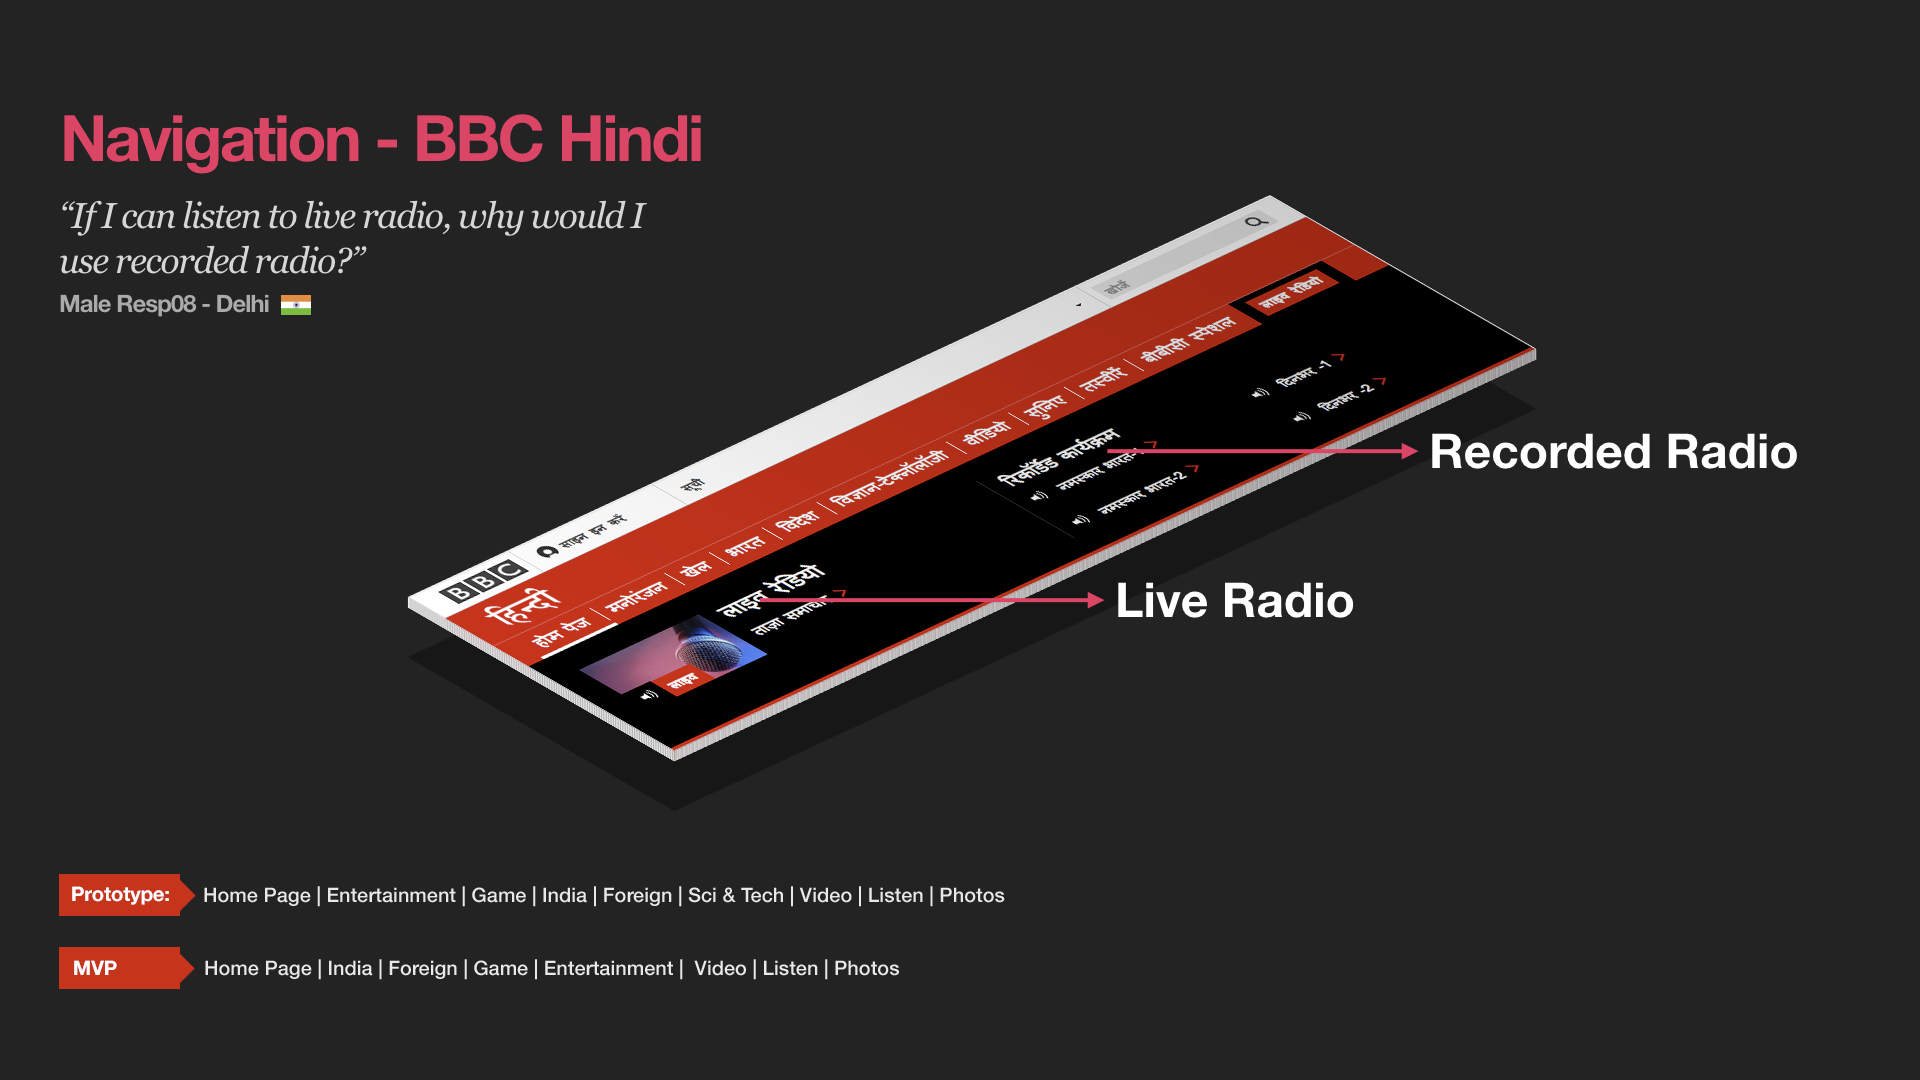 Navigation - BBC Hindi
“If I can listen to live radio, why would I
use recorded radio?”
Male Resp08 - Delhi
BBC
साइन इन करें
सूची
खोजें
हिन्दी
होम पेज | मनोरंजन | खेल | भारत | विदेश | विज्ञान-टेक्नॉलॉजी | वीडियो | सुनिए | तस्वीरें | बीबीसी स्पेशल
लाइव रेडियो
लाइव रेडियो
ताज़ा समाचार
लाइव
रिकॉर्डेड कार्यक्रम
नमस्कार भारत-1
नमस्कार भारत-2
दिनभर -1
दिनभर -2
Recorded Radio
Live Radio
Prototype: Home Page | Entertainment | Game | India | Foreign | Sci & Tech | Video | Listen | Photos
MVP Home Page | India | Foreign | Game | Entertainment | Video | Listen | Photos